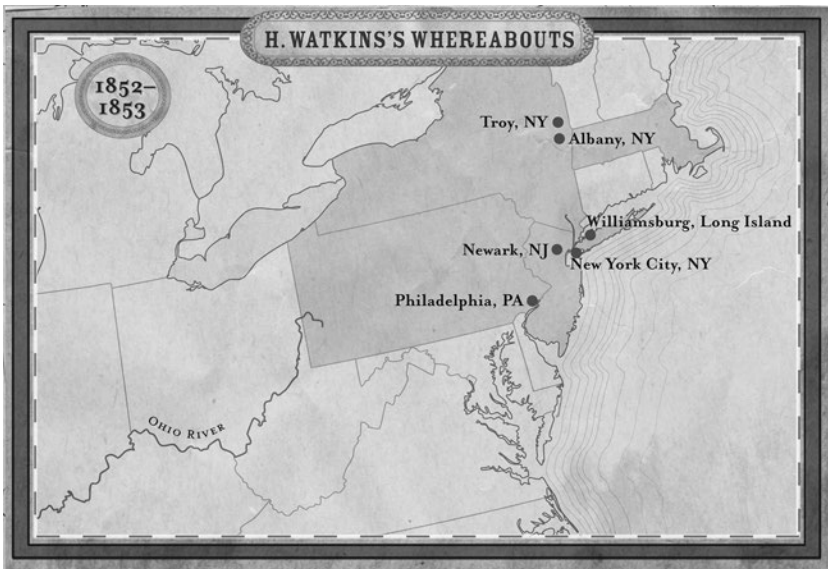 H. WATKINS'S WHEREABOUTS
1852–
1853
Troy, NY
Albany, NY
Williamsburg, Long Island
Newark, NJ
New York City, NY
Philadelphia, PA
OHIO RIVER